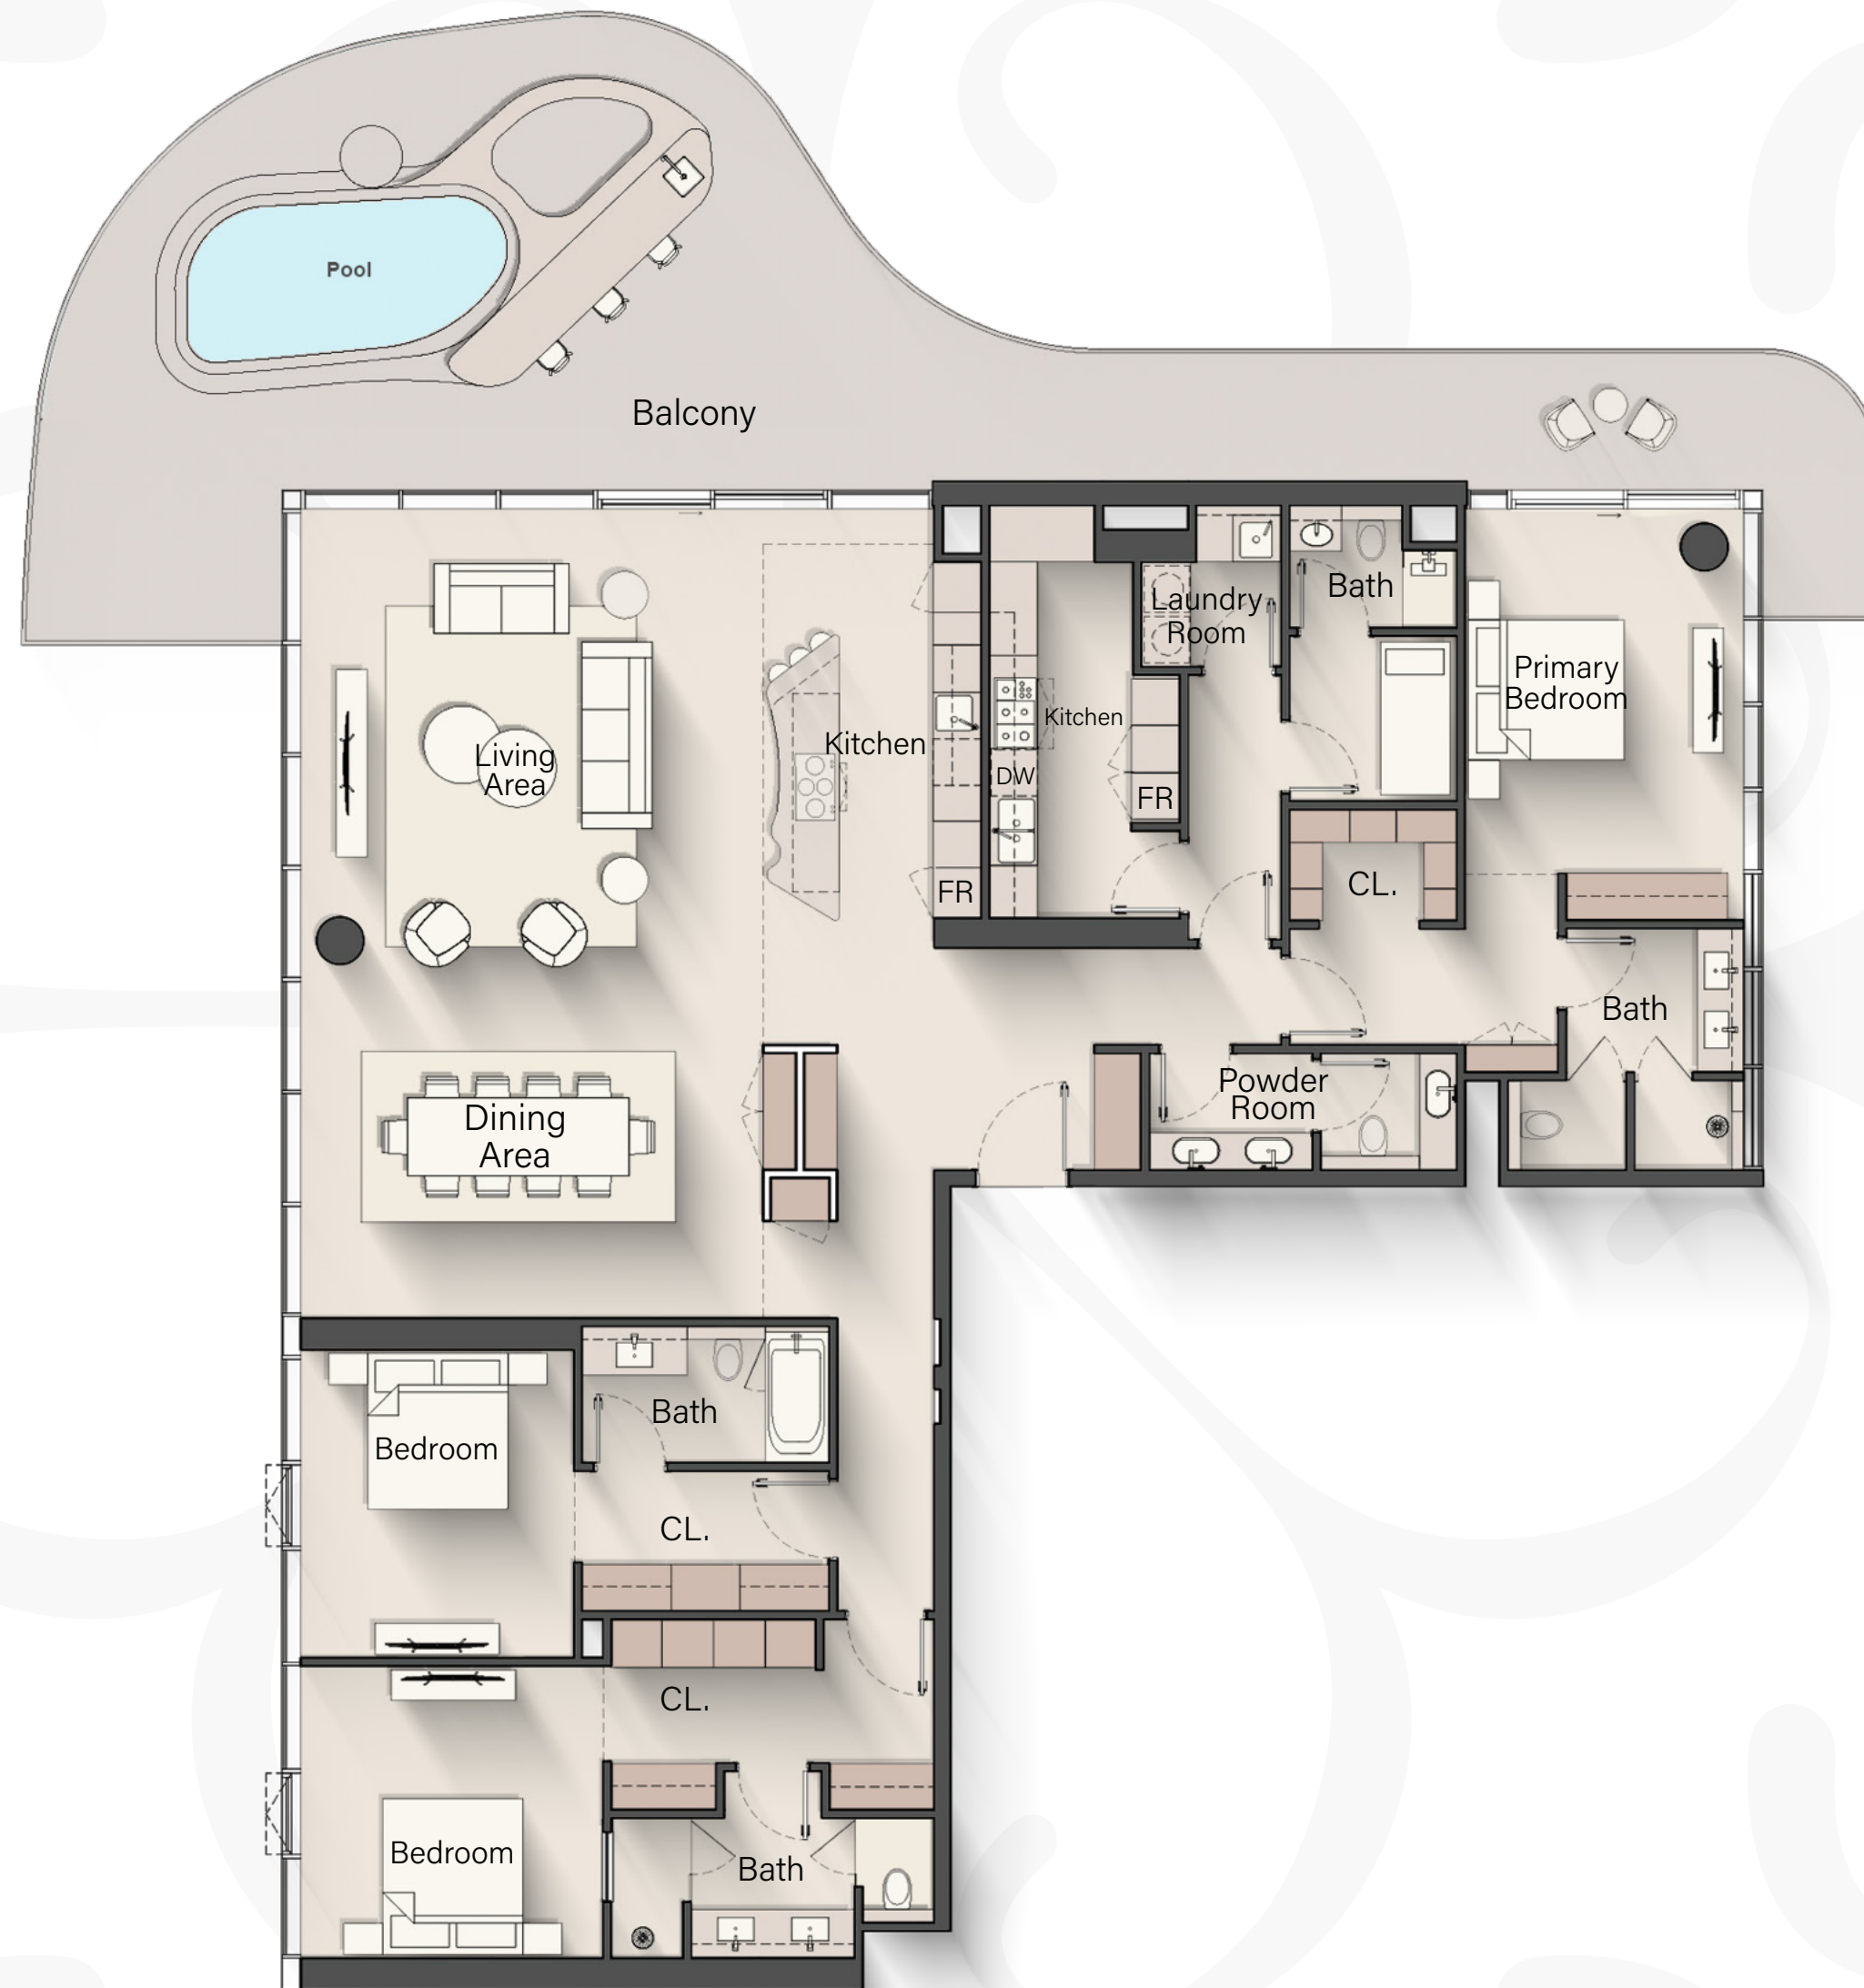 Pool
Balcony
Bath
Laundry
Room
Primary
Bedroom
Kitchen
Kitchen
Living
Area
DW
FR
FR
CL.
Bath
Powder
Room
Dining
Area
Bath
Bedroom
CL.
CL.
Bedroom
Bath